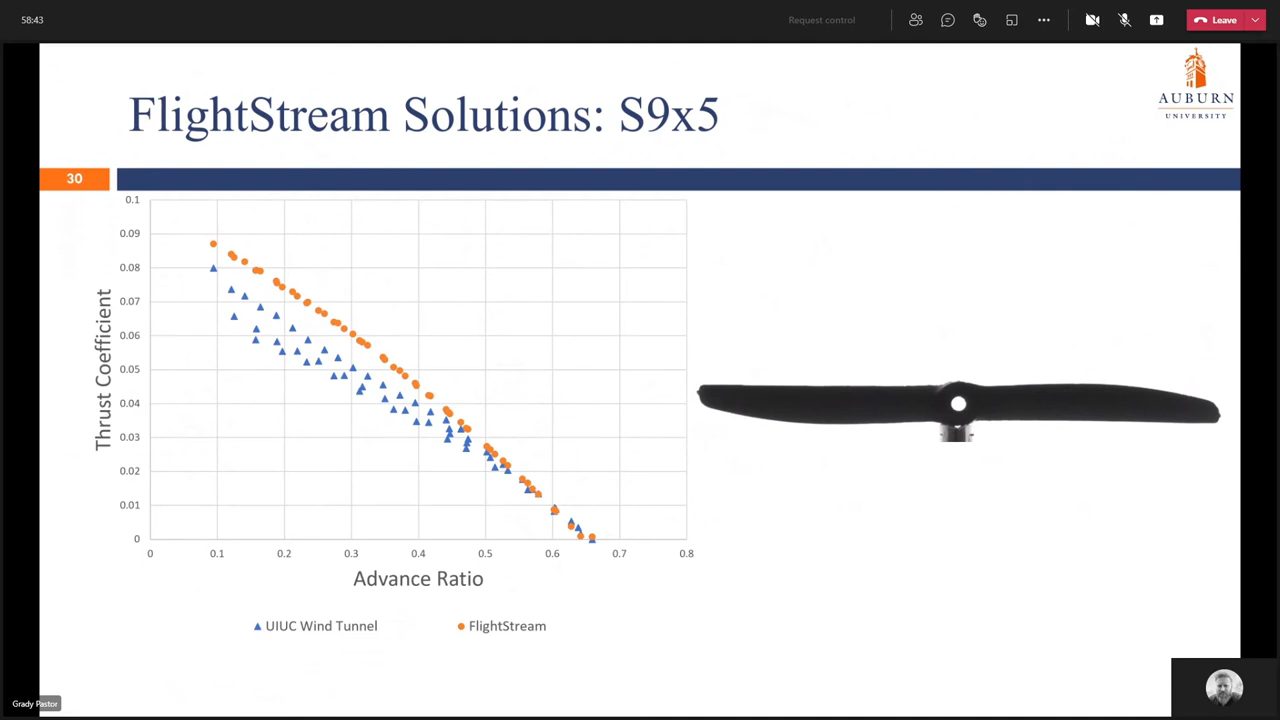 58:43
Request control
Leave
AUBURN
UNIVERSITY
FlightStream Solutions: S9x5
30
0.1
0.09
0.08
0.07
0.06
0.05
0.04
0.03
0.02
0.01
0
Thrust Coefficient
0 0.1 0.2 0.3 0.4 0.5 0.6 0.7 0.8
Advance Ratio
UIUC Wind Tunnel FlightStream
Grady Pastor